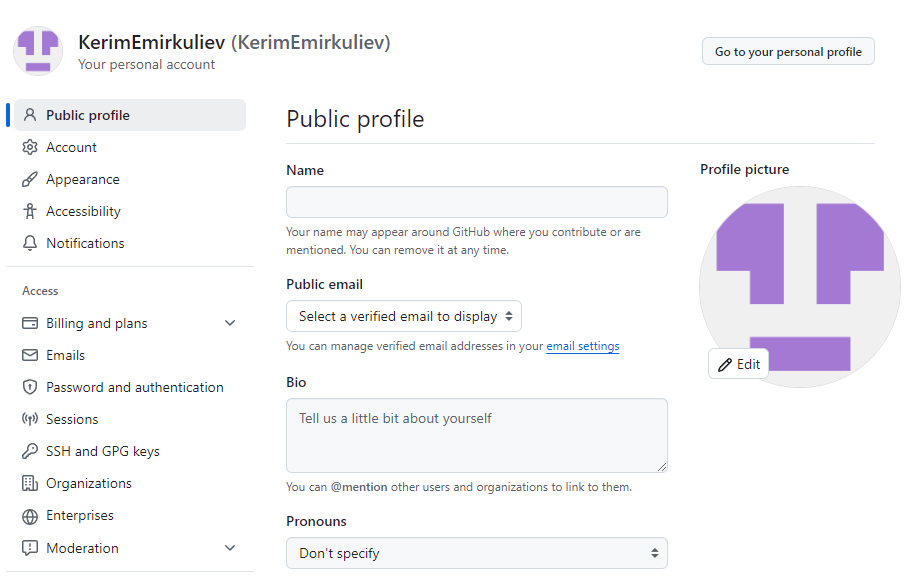 KerimEmirkuliev (KerimEmirkuliev)
Your personal account
Go to your personal profile
Public profile
Account
Appearance
Accessibility
Notifications
Access
Billing and plans
Emails
Password and authentication
Sessions
SSH and GPG keys
Organizations
Enterprises
Moderation
Public profile
Name
Your name may appear around GitHub where you contribute or are
mentioned. You can remove it at any time.
Public email
Select a verified email to display
You can manage verified email addresses in your email settings
Bio
Tell us a little bit about yourself
You can @mention other users and organizations to link to them.
Pronouns
Don't specify
Profile picture
Edit